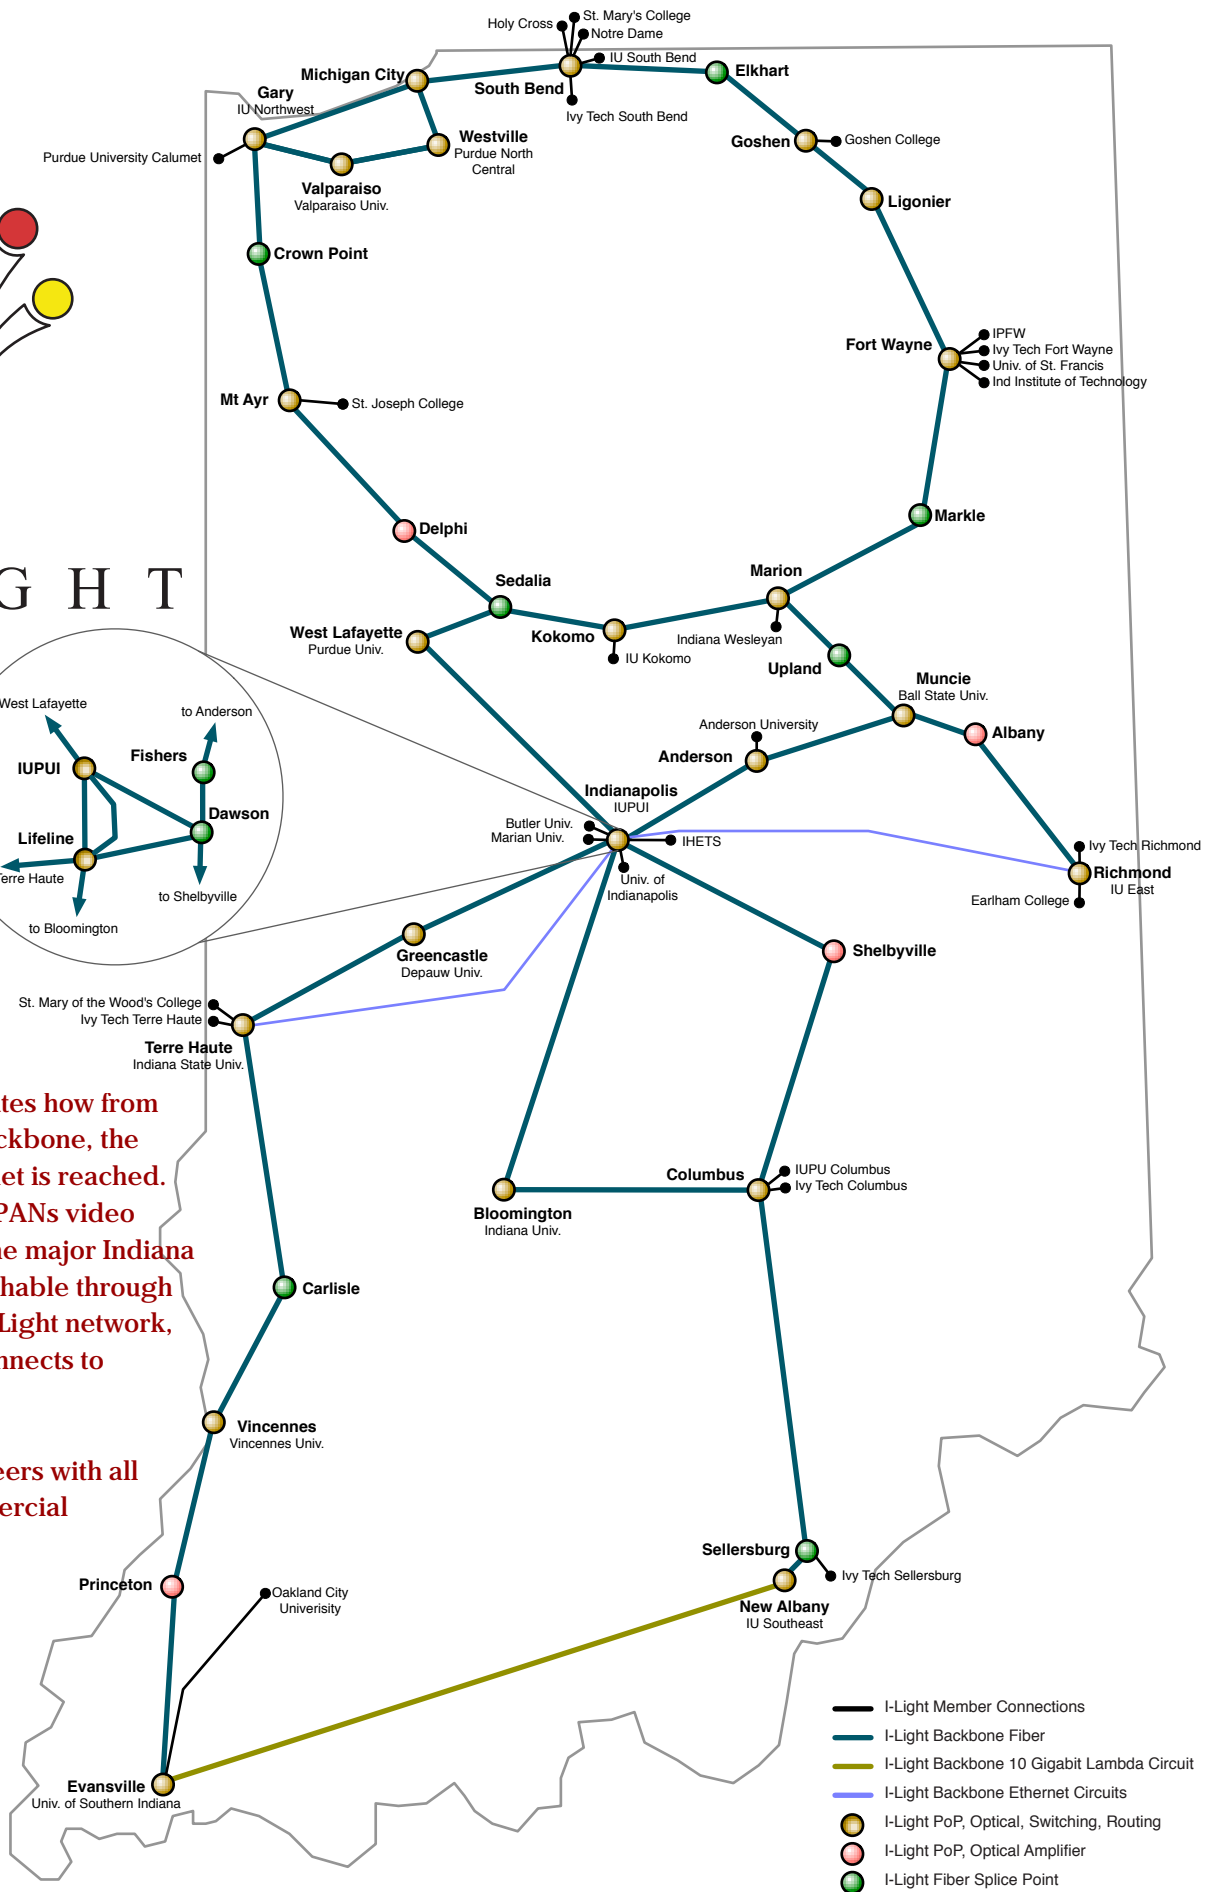 Holy Cross
St. Mary's College
Notre Dame
IU South Bend
Michigan City
South Bend
Elkhart
Gary
IU Northwest
Ivy Tech South Bend
Purdue University Calumet
Westville
Purdue North
Central
Goshen
Goshen College
Valparaiso
Valparaiso Univ.
Ligonier
Crown Point
IPFW
Fort Wayne
Ivy Tech Fort Wayne
Univ. of St. Francis
Ind Institute of Technology
Mt Ayr
St. Joseph College
Markle
Delphi
G H T
Sedalia
Marion
West Lafayette
Purdue Univ.
Kokomo
IU Kokomo
Indiana Wesleyan
Upland
Muncie
Ball State Univ.
Albany
Anderson University
Anderson
West Lafayette
to Anderson
IUPUI
Fishers
Dawson
Lifeline
Terre Haute
to Shelbyville
to Bloomington
Indianapolis
IUPUI
Butler Univ.
Marian Univ.
IHETS
Univ. of
Indianapolis
Ivy Tech Richmond
Richmond
IU East
Earlham College
Greencastle
Depauw Univ.
Shelbyville
St. Mary of the Wood's College
Ivy Tech Terre Haute
Terre Haute
Indiana State Univ.
tes how from
ckbone, the
et is reached.
PANs video
ne major Indiana
hable through
Light network,
nnects to
eers with all
ercial
Columbus
IUPU Columbus
Ivy Tech Columbus
Bloomington
Indiana Univ.
Carlisle
Vincennes
Vincennes Univ.
Sellersburg
Ivy Tech Sellersburg
New Albany
IU Southeast
Princeton
Oakland City
Univerisity
Evansville
Univ. of Southern Indiana
I-Light Member Connections
I-Light Backbone Fiber
I-Light Backbone 10 Gigabit Lambda Circuit
I-Light Backbone Ethernet Circuits
I-Light PoP, Optical, Switching, Routing
I-Light PoP, Optical Amplifier
I-Light Fiber Splice Point